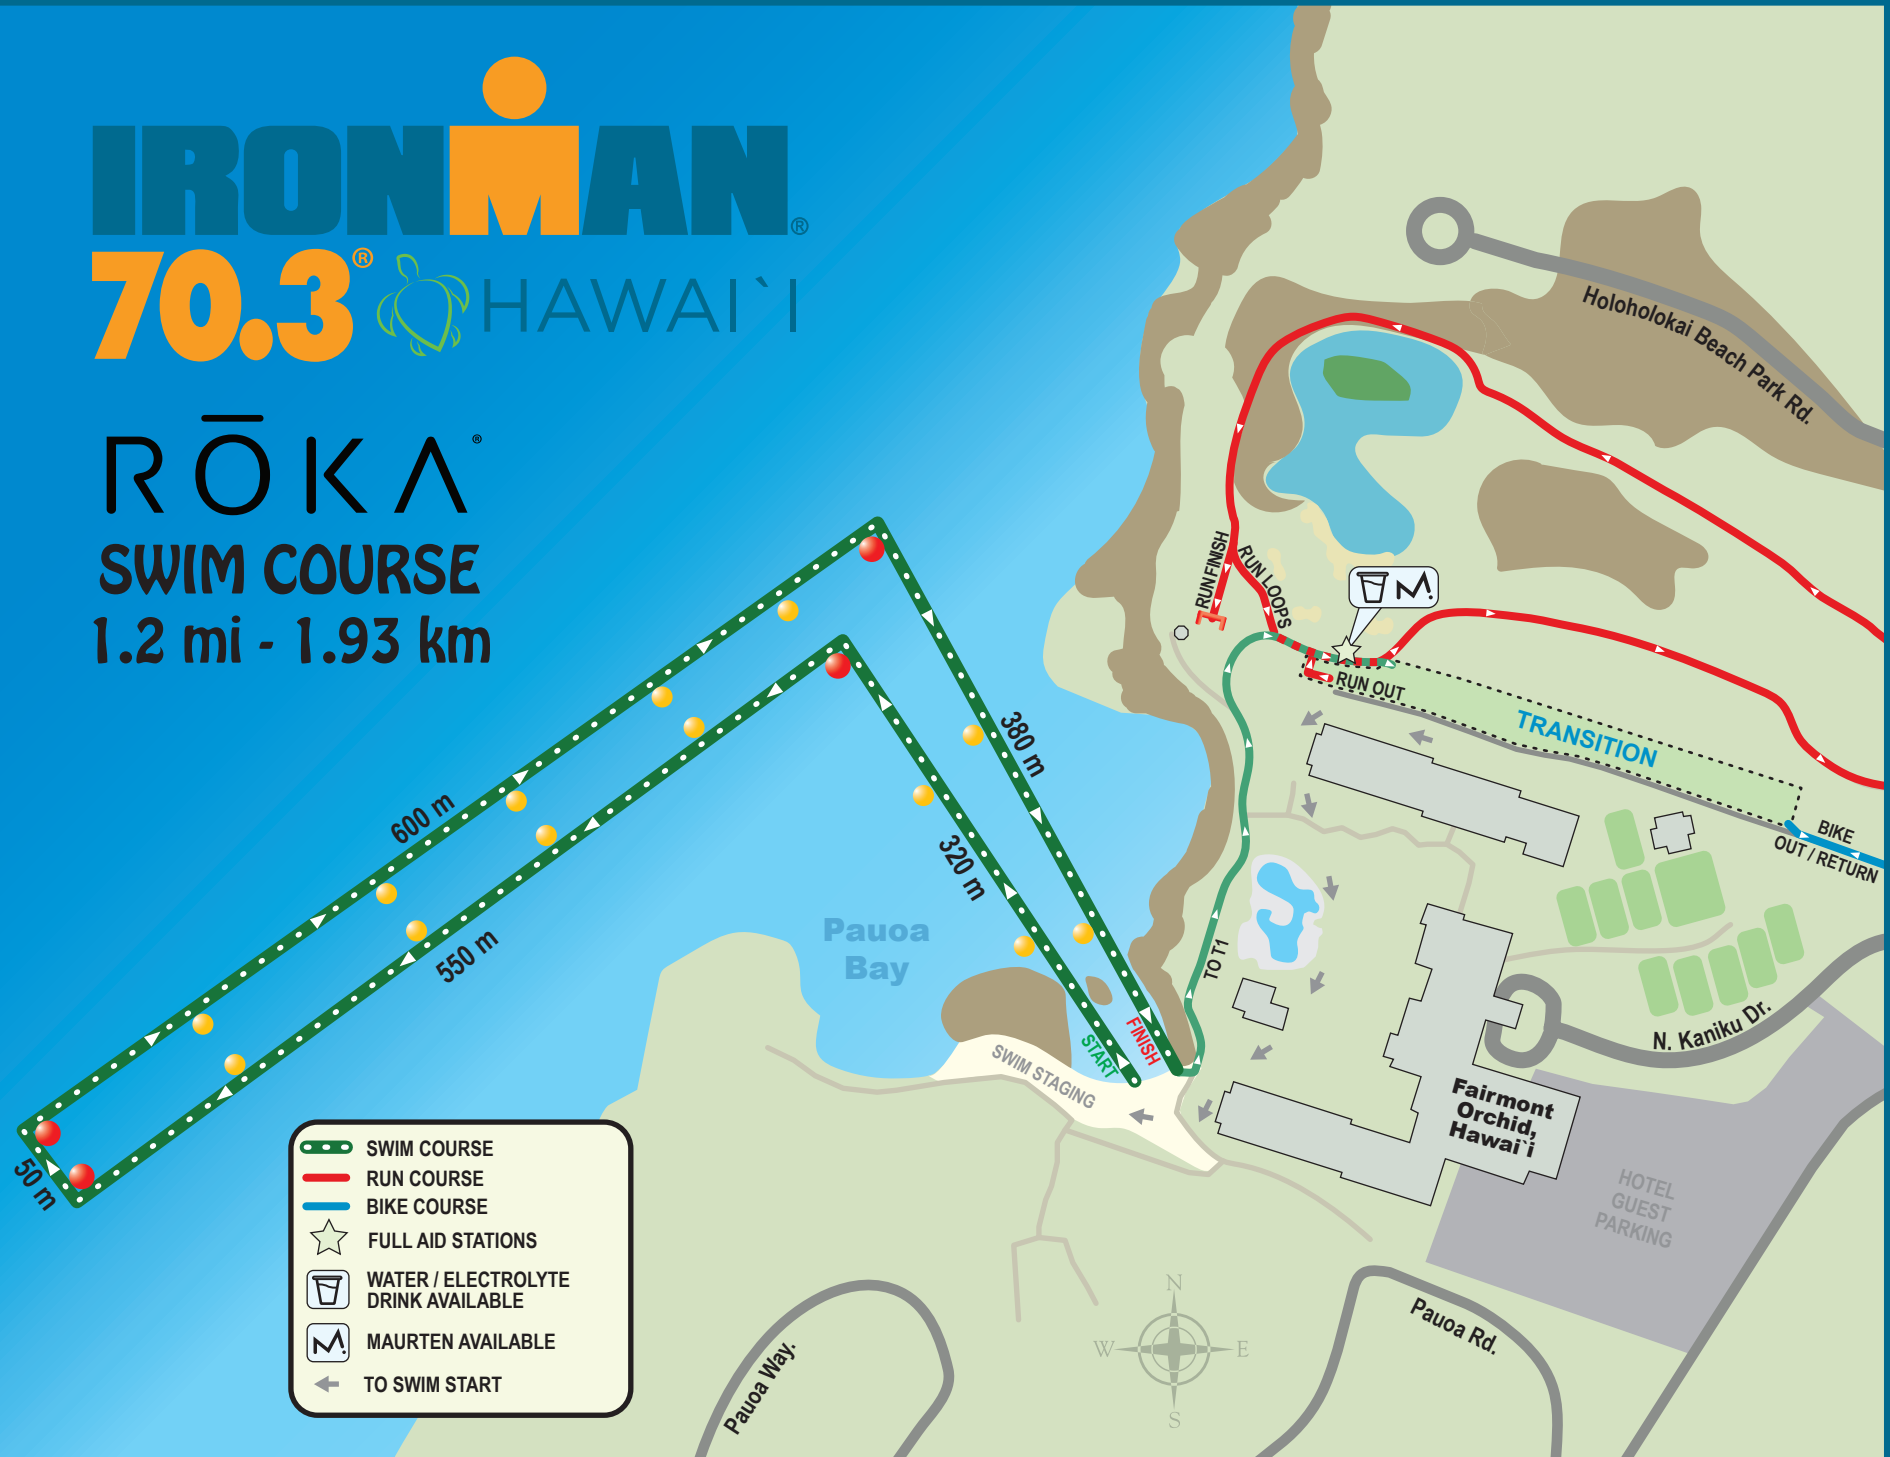 IRONMAN®
70.3® HAWAI`I
RŌKA®
SWIM COURSE
1.2 mi - 1.93 km
Holoholokai Beach Park Rd.
RUN FINISH
RUN LOOPS
RUN OUT
TRANSITION
BIKE
OUT / RETURN
380 m
320 m
600 m
550 m
50 m
Pauoa
Bay
TO T1
START
FINISH
SWIM STAGING
N. Kaniku Dr.
Fairmont
Orchid,
Hawai`i
HOTEL
GUEST
PARKING
Pauoa Rd.
Pauoa Way.
N
W
E
S
SWIM COURSE
RUN COURSE
BIKE COURSE
FULL AID STATIONS
WATER / ELECTROLYTE
DRINK AVAILABLE
MAURTEN AVAILABLE
TO SWIM START